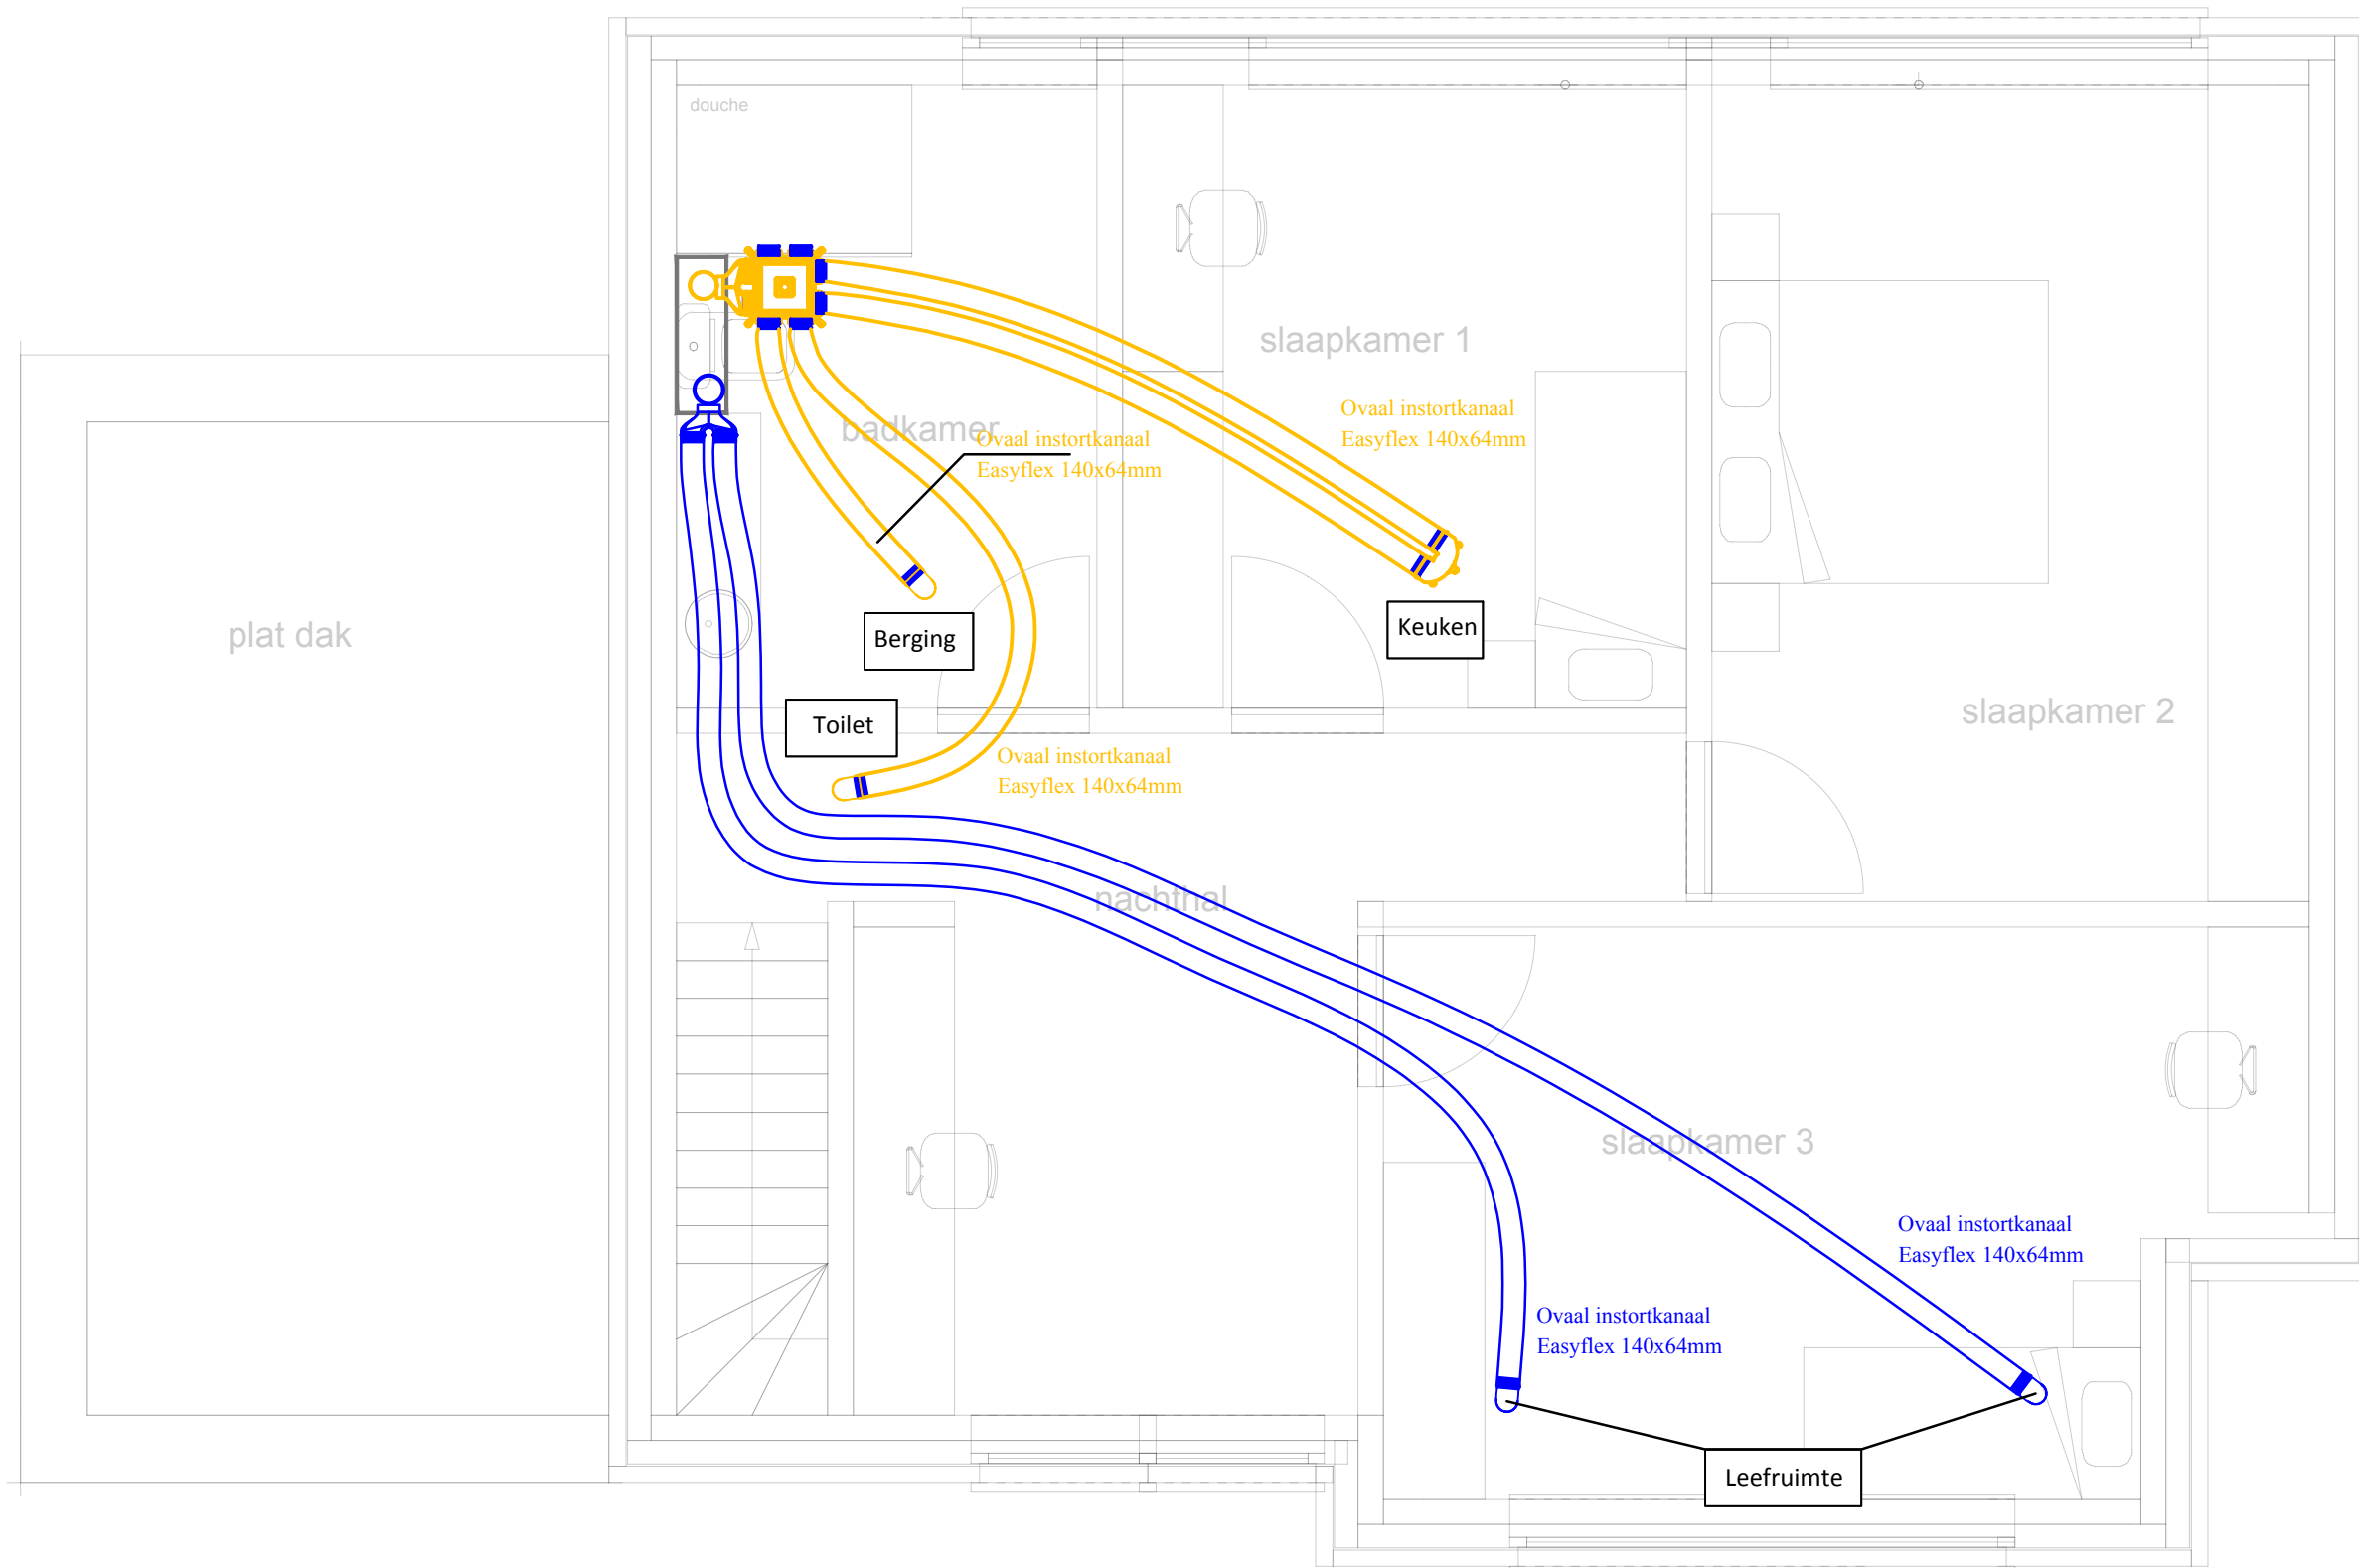 douche
slaapkamer 1
Ovaal instortkanaal
Easyflex 140x64mm
badkamer
Ovaal instortkanaal
Easyflex 140x64mm
plat dak
Berging
Keuken
slaapkamer 2
Toilet
Ovaal instortkanaal
Easyflex 140x64mm
nachthal
slaapkamer 3
Ovaal instortkanaal
Easyflex 140x64mm
Ovaal instortkanaal
Easyflex 140x64mm
Leefruimte